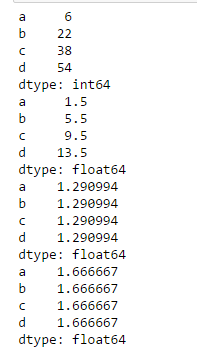 a 6
b 22
c 38
d 54
dtype: int64
a 1.5
b 5.5
c 9.5
d 13.5
dtype: float64
a 1.290994
b 1.290994
c 1.290994
d 1.290994
dtype: float64
a 1.666667
b 1.666667
c 1.666667
d 1.666667
dtype: float64